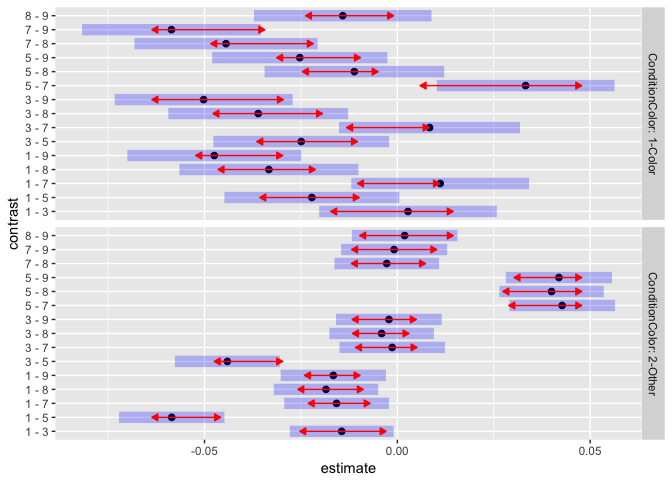 8 - 9
7 - 9
7 - 8
5 - 9
5 - 8
5 - 7
3 - 9
3 - 8
3 - 7
3 - 5
1 - 9
1 - 8
1 - 7
1 - 5
1 - 3
ConditionColor: 1-Color
contrast
8 - 9
7 - 9
7 - 8
5 - 9
5 - 8
5 - 7
3 - 9
3 - 8
3 - 7
3 - 5
1 - 9
1 - 8
1 - 7
1 - 5
1 - 3
ConditionColor: 2-Other
-0.05 0.00 0.05
estimate